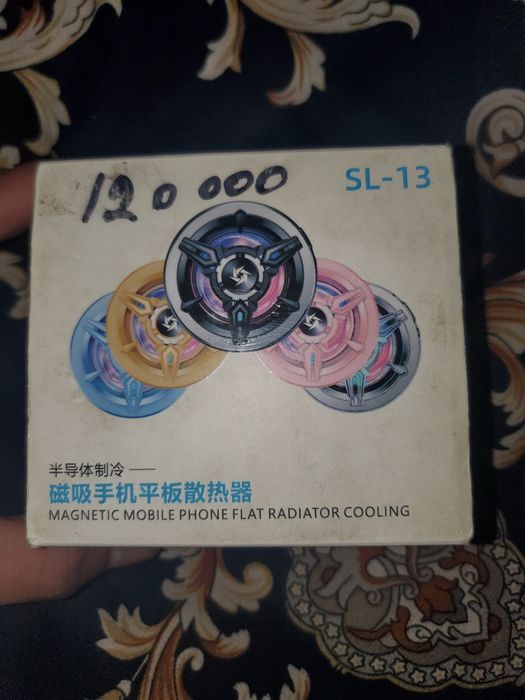 120 000
SL-13
半导体制冷 ——
磁吸手机平板散热器
MAGNETIC MOBILE PHONE FLAT RADIATOR COOLING